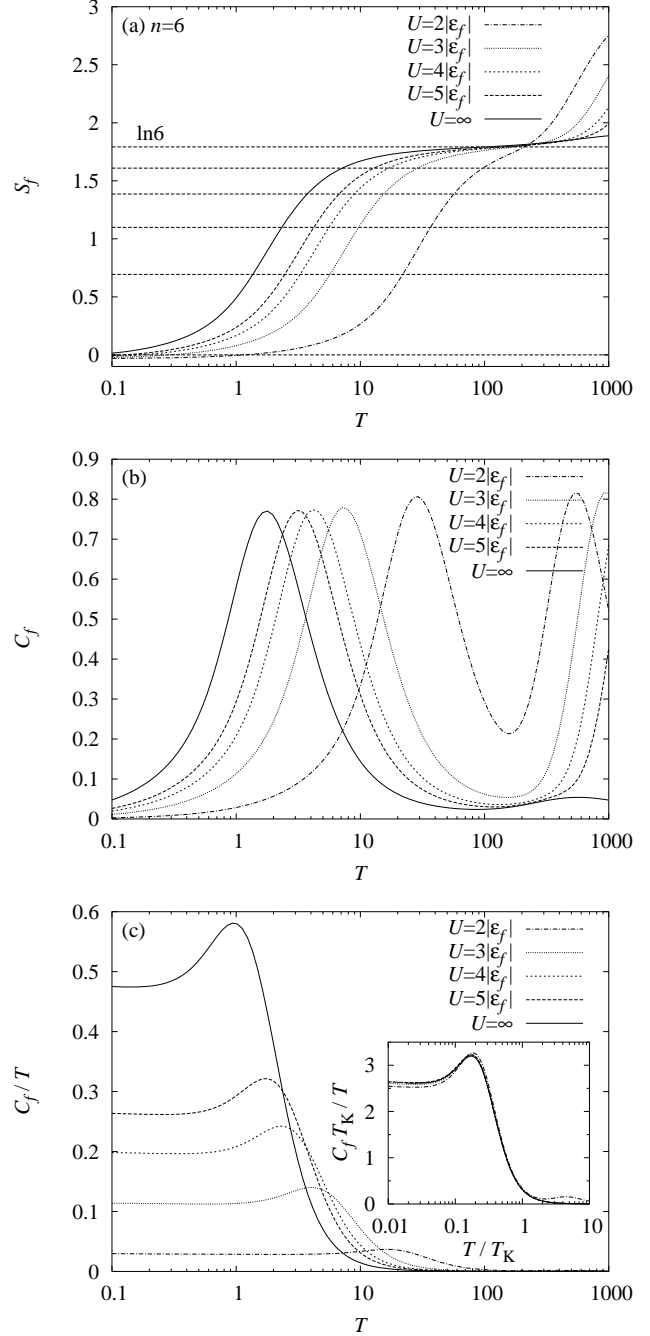 (a) n=6
U=2|ε_f|
U=3|ε_f|
U=4|ε_f|
U=5|ε_f|
U=∞
ln6
S_f
3
2.5
2
1.5
1
0.5
0
0.1 1 10 100 1000
T
(b)
U=2|ε_f|
U=3|ε_f|
U=4|ε_f|
U=5|ε_f|
U=∞
C_f
0.9
0.8
0.7
0.6
0.5
0.4
0.3
0.2
0.1
0
0.1 1 10 100 1000
T
(c)
U=2|ε_f|
U=3|ε_f|
U=4|ε_f|
U=5|ε_f|
U=∞
C_f / T
0.6
0.5
0.4
0.3
0.2
0.1
0
0.1 1 10 100 1000
T
C_f T_K / T
3
2
1
0
0.01 0.1 1 10
T / T_K